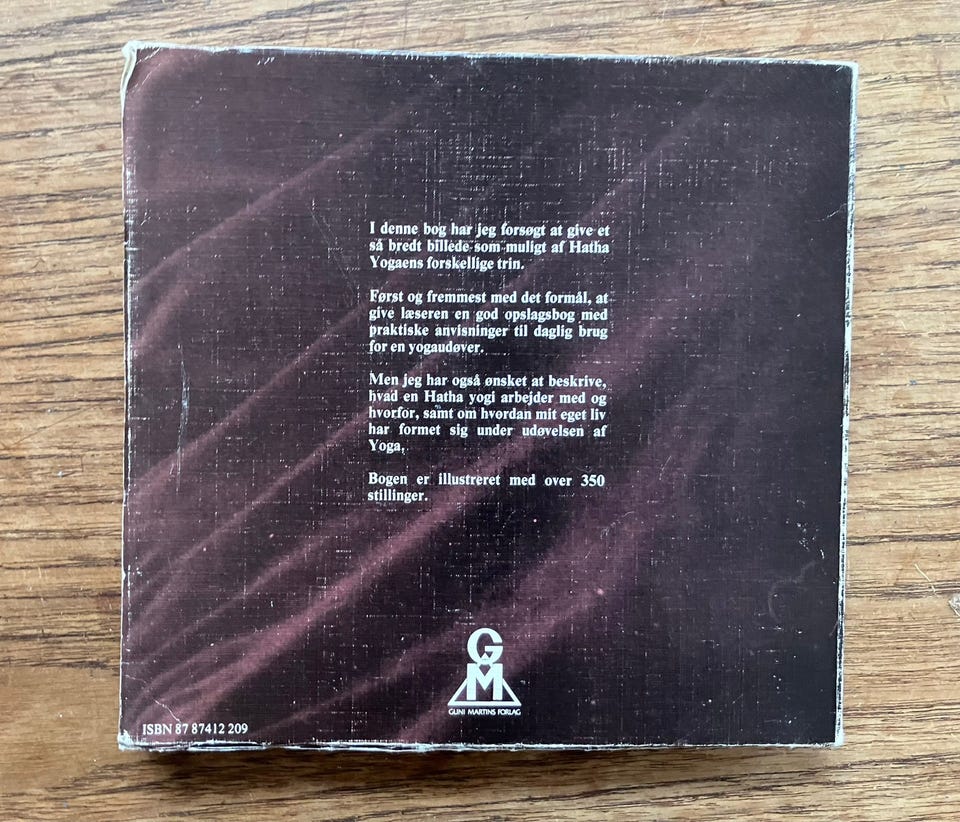 I denne bog har jeg forsøgt at give et
så bredt billede som muligt af Hatha
Yogaens forskellige trin.
Først og fremmest med det formål, at
give læseren en god opslagsbog med
praktiske anvisninger til daglig brug
for en yogaudøver.
Men jeg har også ønsket at beskrive,
hvad en Hatha yogi arbejder med og
hvorfor, samt om hvordan mit eget liv
har formet sig under udøvelsen af
Yoga.
Bogen er illustreret med over 350
stillinger.
GM
GUNI MARTINS FORLAG
ISBN 87 87412 209